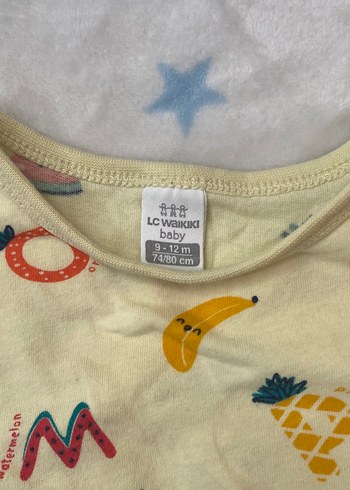 LC WAIKIKI
baby
9 - 12 m
74/80 cm
watermelon
W